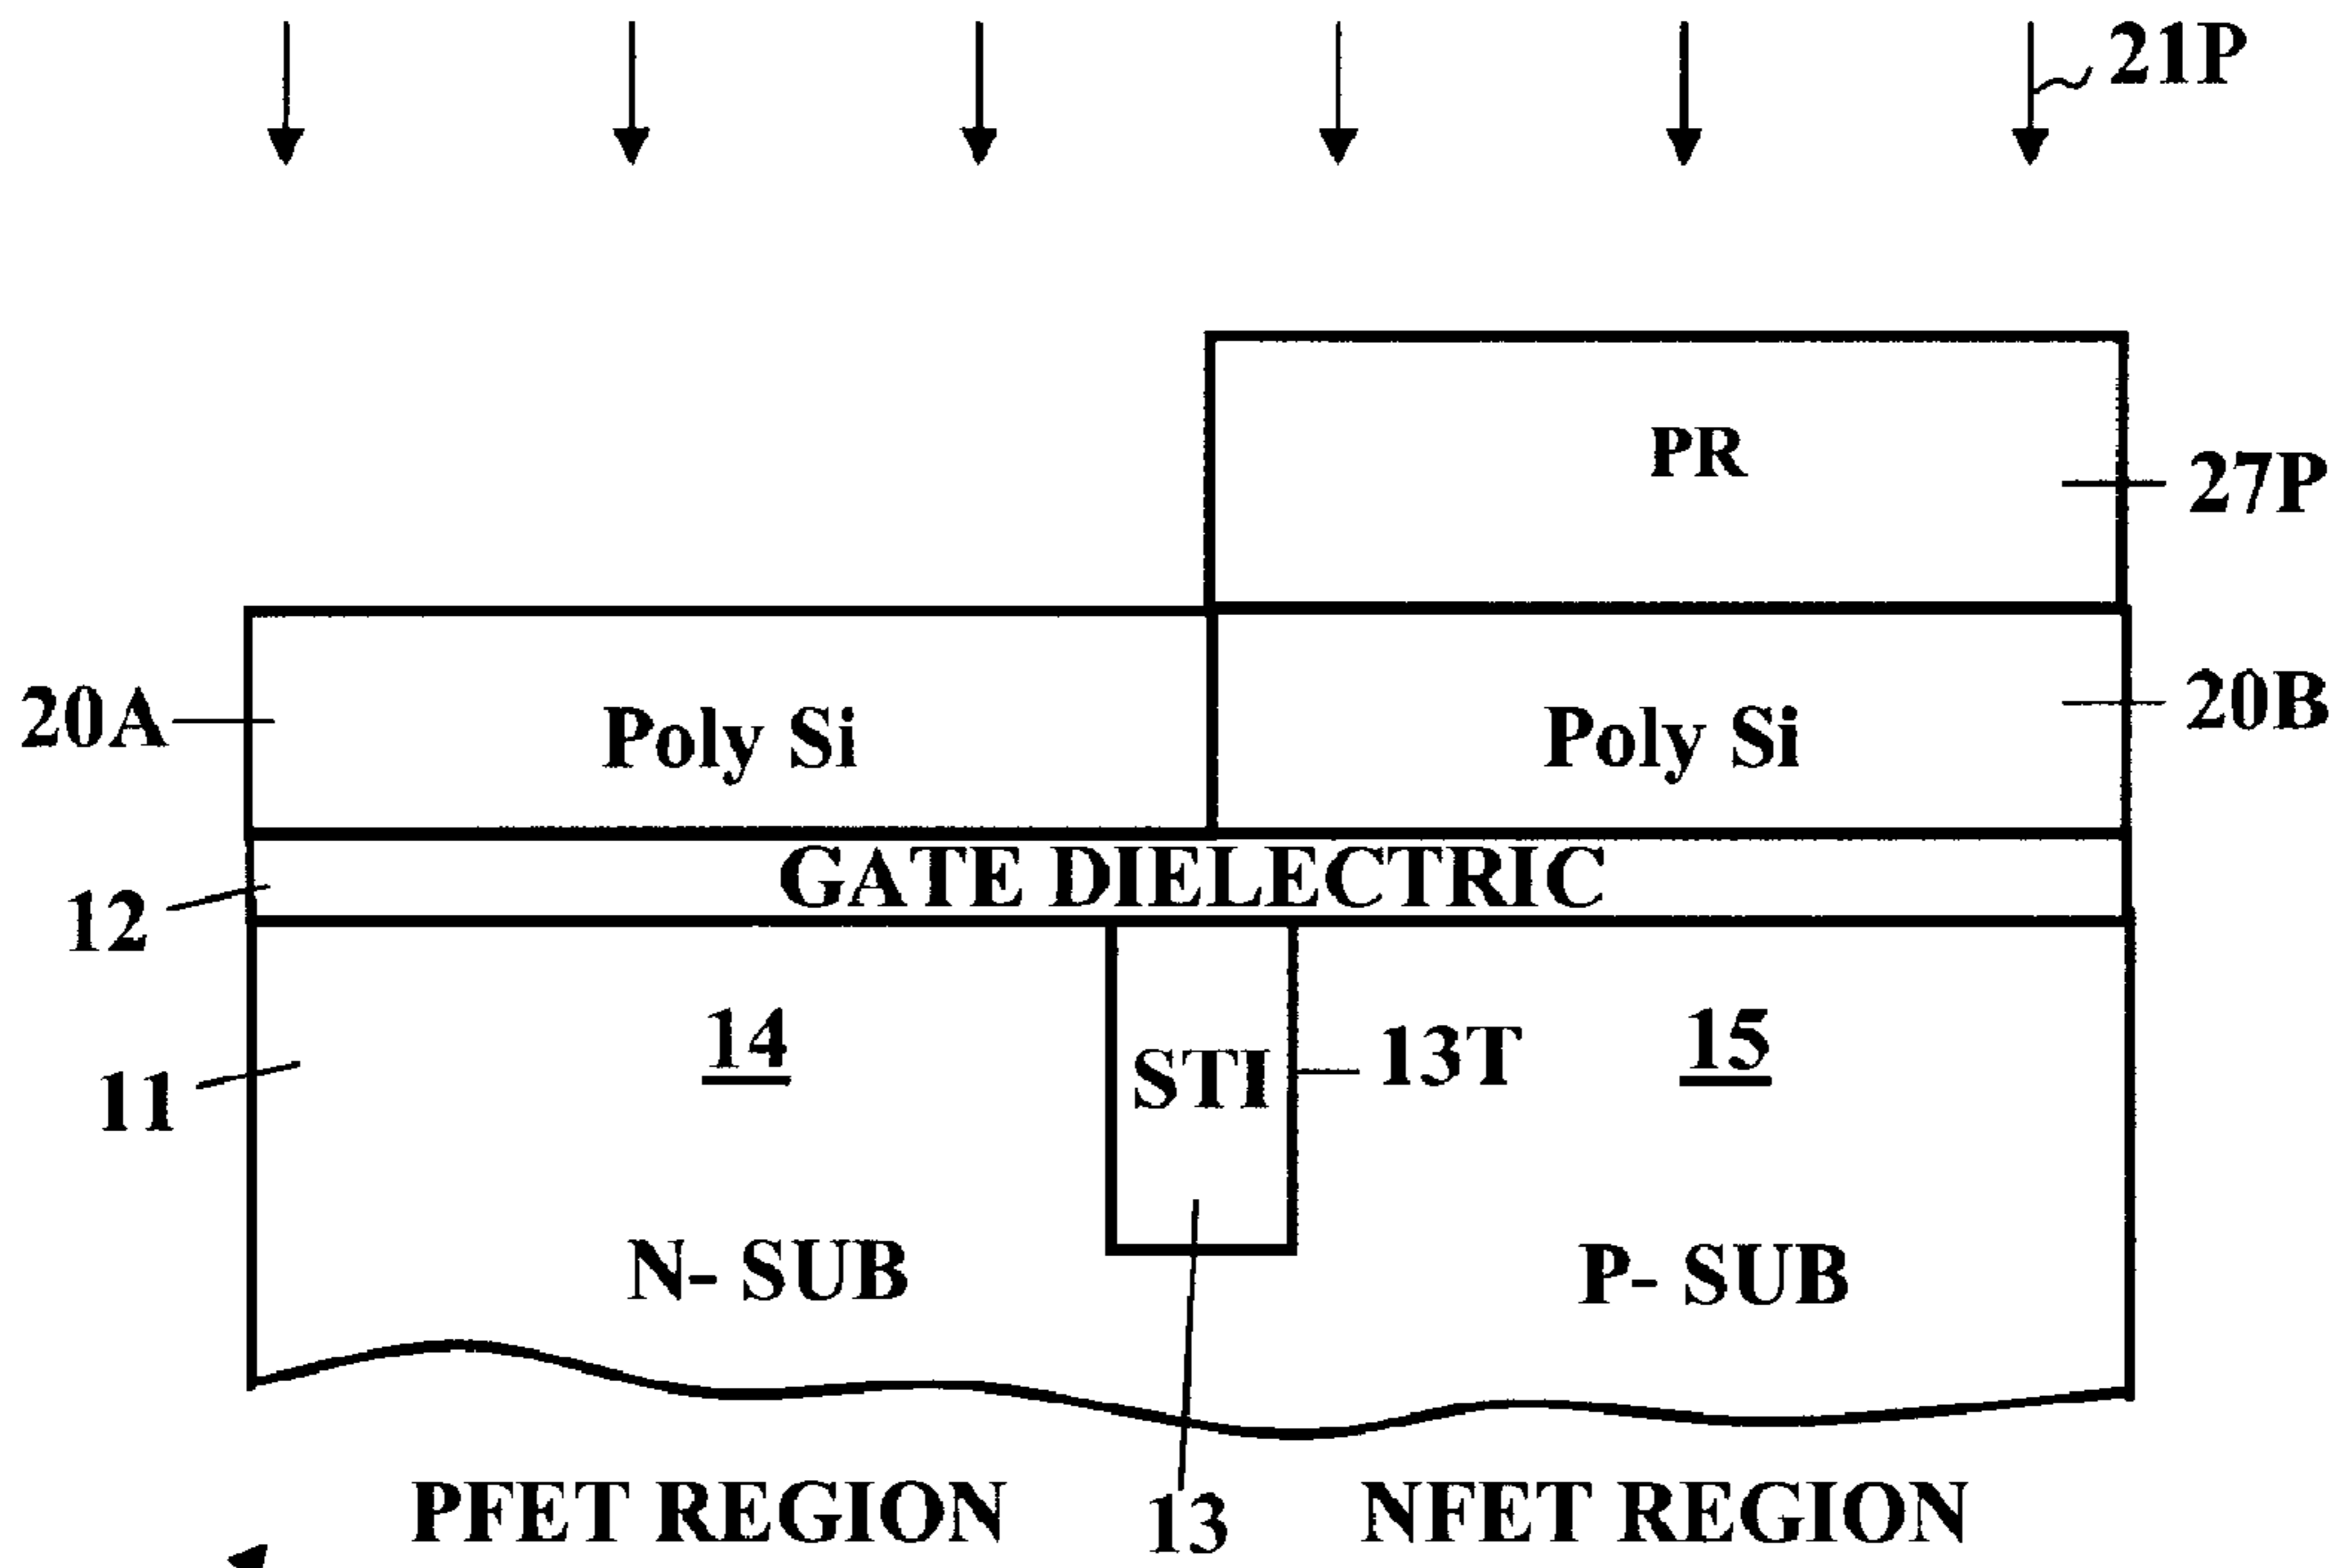 21P
PR
27P
20A
Poly Si
Poly Si
20B
GATE DIELECTRIC
12
14
STI
13T
15
11
N- SUB
P- SUB
PFET REGION
13
NFET REGION